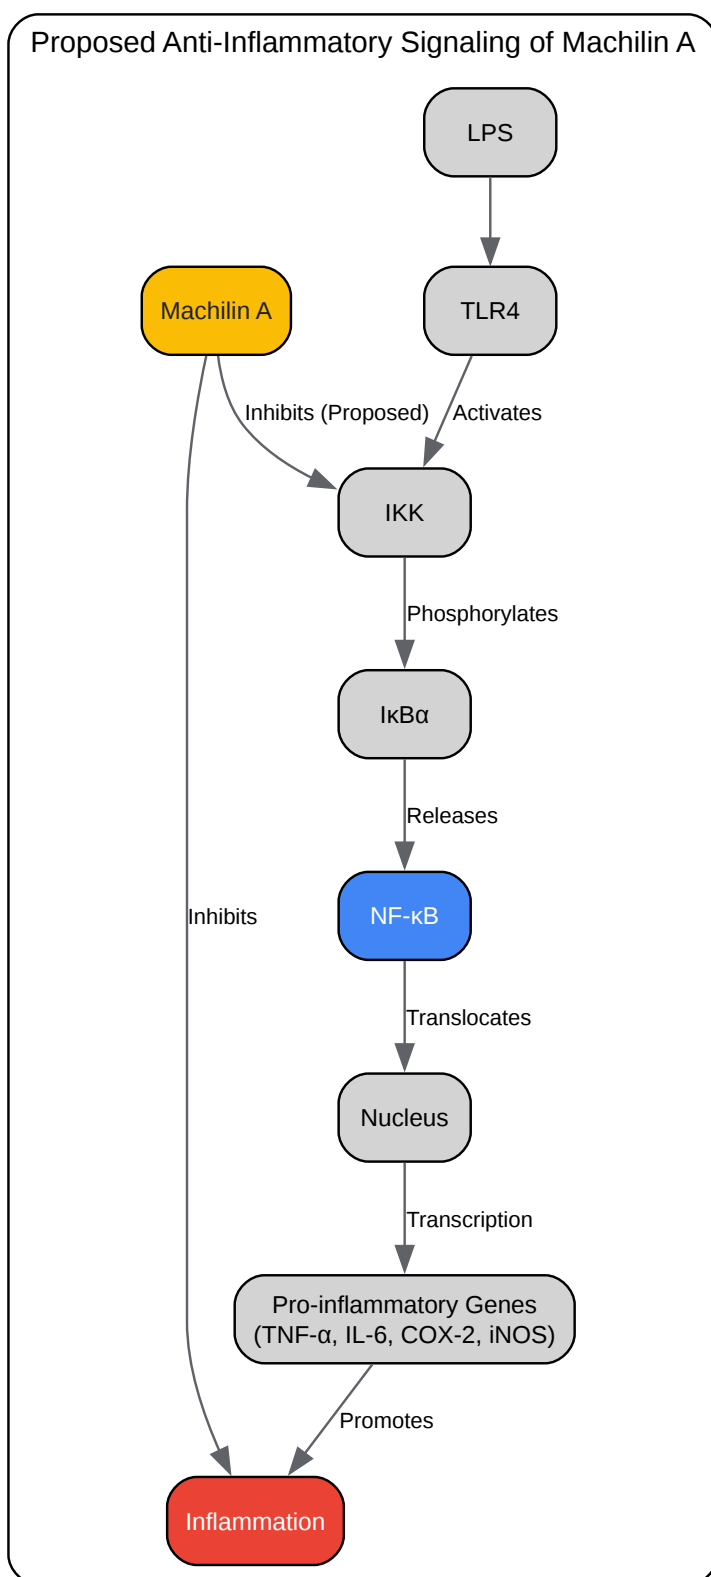 Proposed Anti-Inflammatory Signaling of Machilin A
LPS
Machilin A
TLR4
Inhibits (Proposed)
Activates
IKK
Phosphorylates
IκBα
Releases
NF-κB
Inhibits
Translocates
Nucleus
Transcription
Pro-inflammatory Genes
(TNF-α, IL-6, COX-2, iNOS)
Promotes
Inflammation